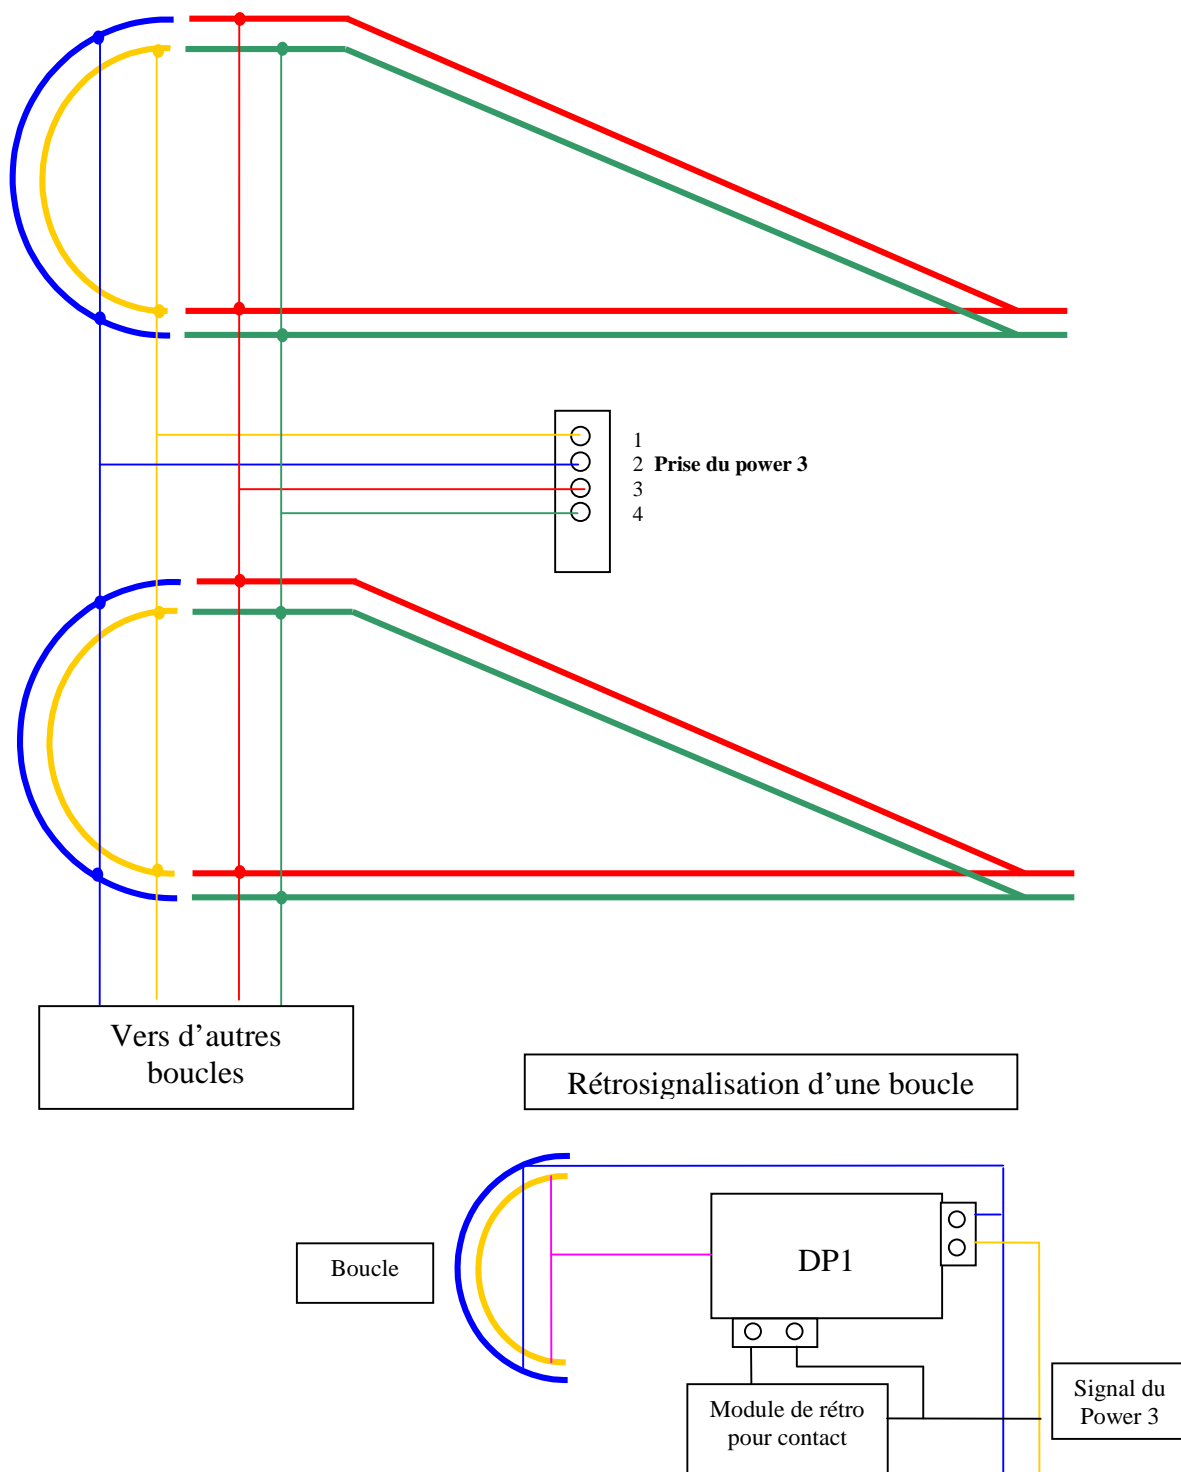 1
2 Prise du power 3
3
4
Vers d’autres
boucles
Rétrosignalisation d’une boucle
Boucle
DP1
Module de rétro
pour contact
Signal du
Power 3